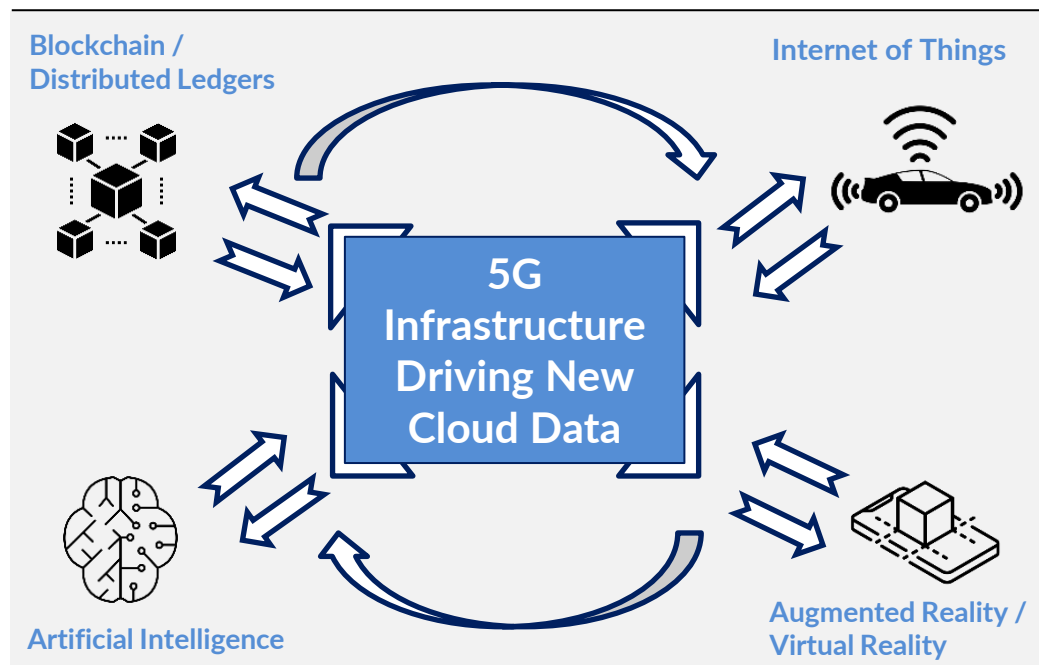 Blockchain /
Distributed Ledgers
Internet of Things
5G
Infrastructure
Driving New
Cloud Data
Artificial Intelligence
Augmented Reality /
Virtual Reality